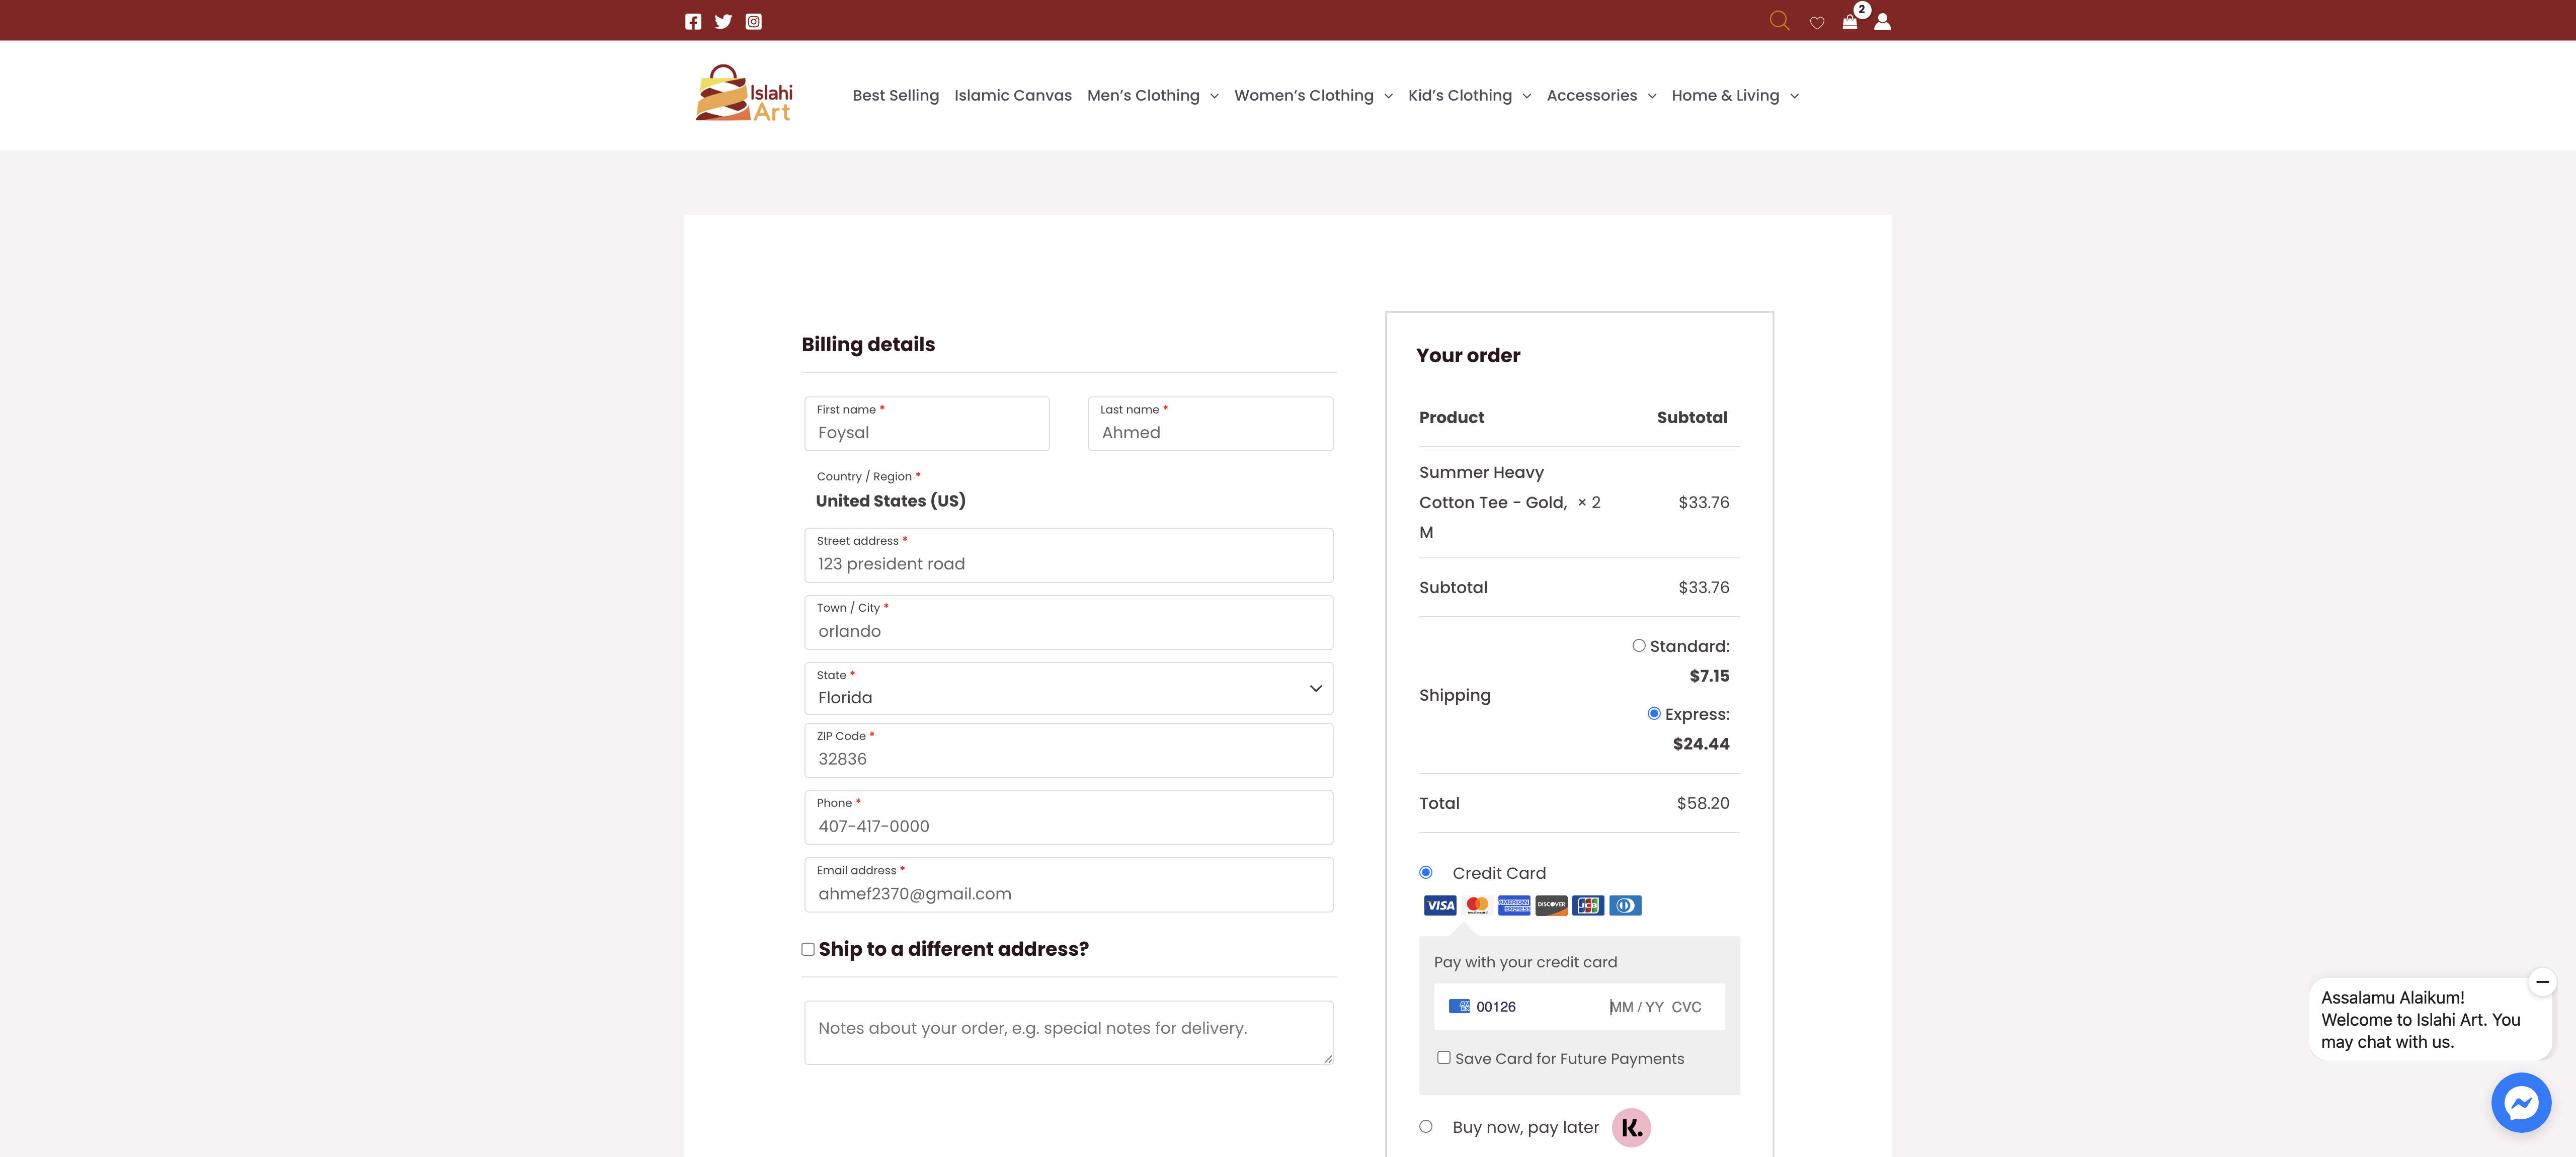 2
Islahi
Art
Best Selling Islamic Canvas Men's Clothing Women's Clothing Kid's Clothing Accessories Home & Living
Billing details
First name *
Foysal
Last name *
Ahmed
Country / Region *
United States (US)
Street address *
123 president road
Town / City *
orlando
State *
Florida
ZIP Code *
32836
Phone *
407-417-0000
Email address *
ahmef2370@gmail.com
Ship to a different address?
Notes about your order, e.g. special notes for delivery.
Your order
Product Subtotal
Summer Heavy
Cotton Tee - Gold, × 2 $33.76
M
Subtotal $33.76
Shipping
Standard:
$7.15
Express:
$24.44
Total $58.20
Credit Card
VISA AMERICAN EXPRESS DISCOVER JCB
Pay with your credit card
00126 MM / YY CVC
Save Card for Future Payments
Buy now, pay later K.
Assalamu Alaikum!
Welcome to Islahi Art. You
may chat with us.